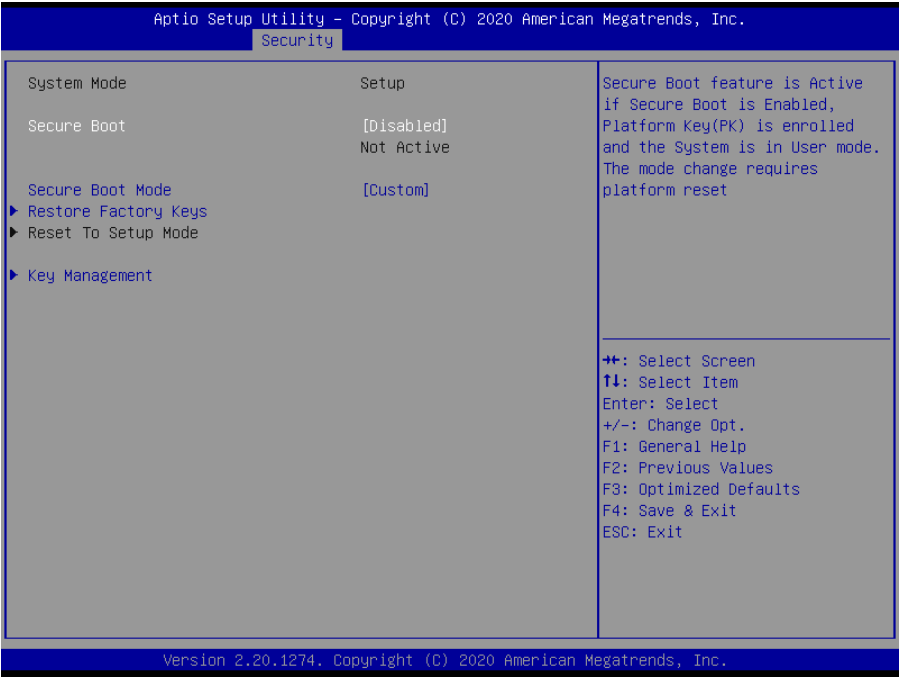 Aptio Setup Utility – Copyright (C) 2020 American Megatrends, Inc.
Security
System Mode Setup
Secure Boot [Disabled]
Not Active
Secure Boot Mode [Custom]
Restore Factory Keys
Reset To Setup Mode
Key Management
Secure Boot feature is Active
if Secure Boot is Enabled,
Platform Key(PK) is enrolled
and the System is in User mode.
The mode change requires
platform reset
→←: Select Screen
↑↓: Select Item
Enter: Select
+/-: Change Opt.
F1: General Help
F2: Previous Values
F3: Optimized Defaults
F4: Save & Exit
ESC: Exit
Version 2.20.1274. Copyright (C) 2020 American Megatrends, Inc.